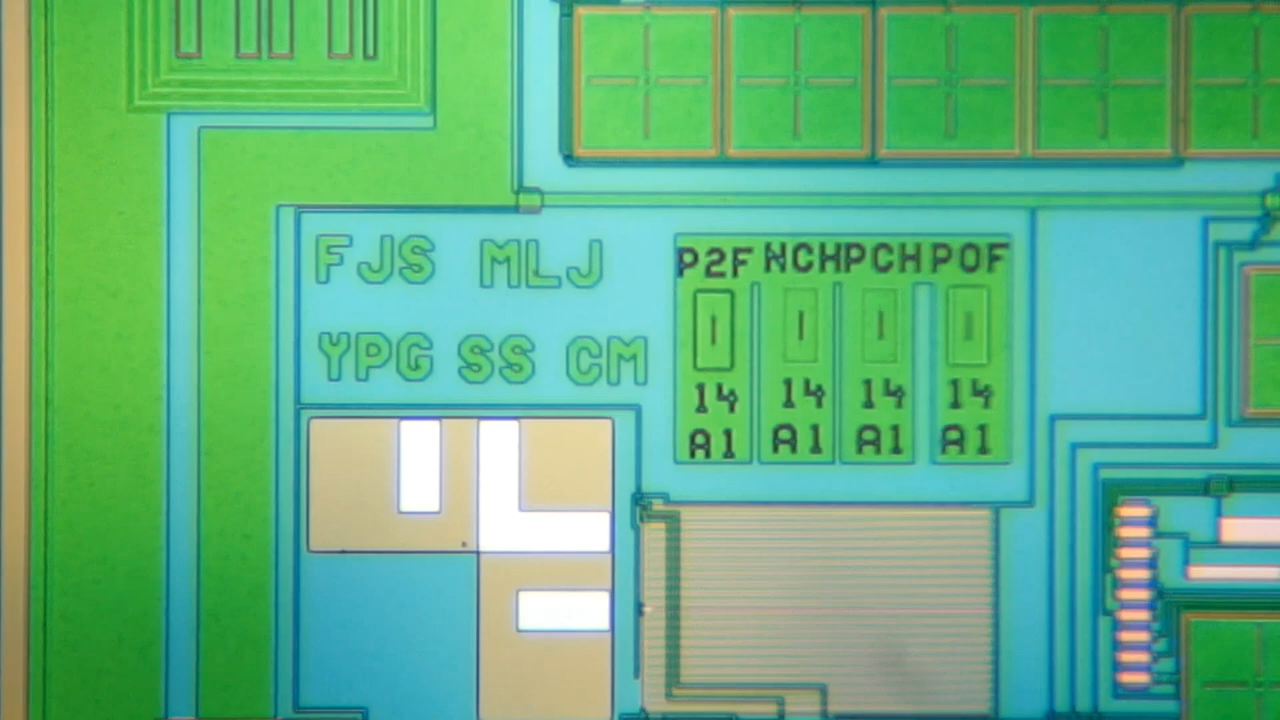 FJS MLJ
YPG SS CM
P2F NCH PCH POF
14 14 14 14
A1 A1 A1 A1